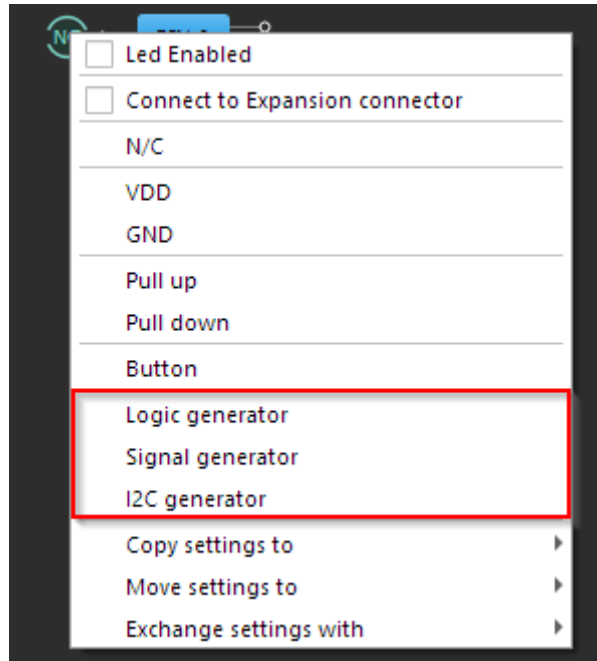 Led Enabled
Connect to Expansion connector
N/C
VDD
GND
Pull up
Pull down
Button
Logic generator
Signal generator
I2C generator
Copy settings to
Move settings to
Exchange settings with